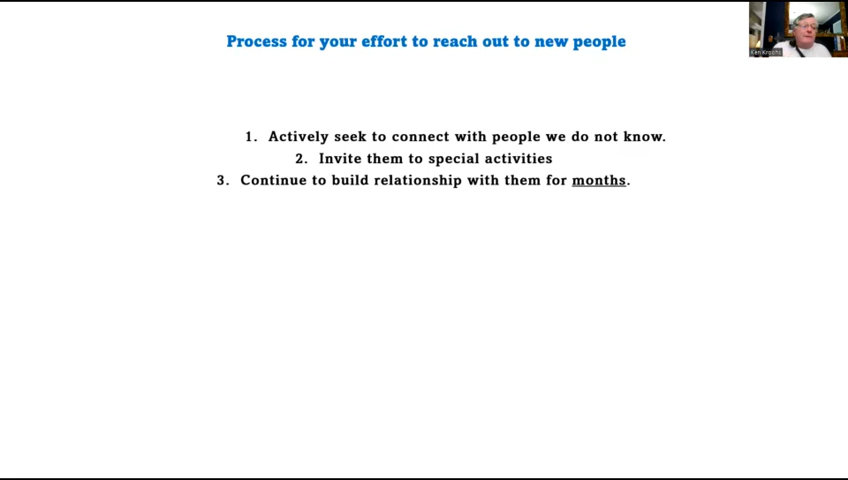 Process for your effort to reach out to new people
1. Actively seek to connect with people we do not know.
2. Invite them to special activities
3. Continue to build relationship with them for months.
Ken